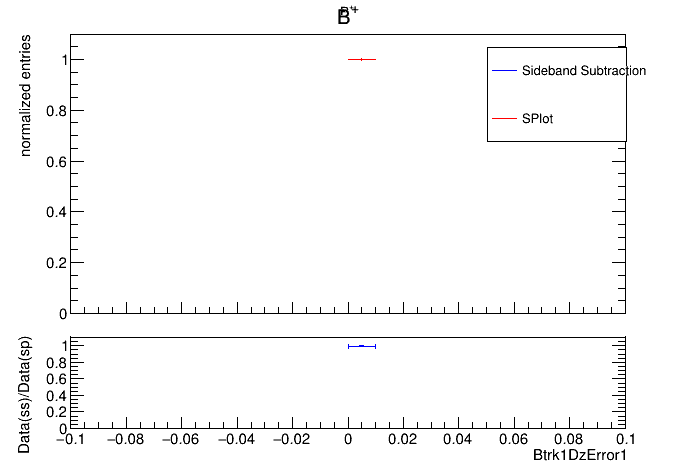 B⁺
normalized entries
1
0.8
0.6
0.4
0.2
0
Sideband Subtraction
SPlot
Data(ss)/Data(sp)
1
0.8
0.6
0.4
0.2
0
−0.1 −0.08 −0.06 −0.04 −0.02 0 0.02 0.04 0.06 0.08 0.1
Btrk1DzError1